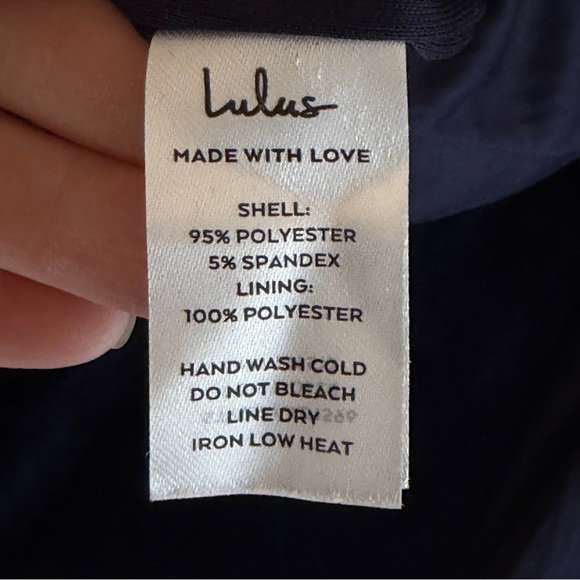 Lulus
MADE WITH LOVE
SHELL:
95% POLYESTER
5% SPANDEX
LINING:
100% POLYESTER
HAND WASH COLD
DO NOT BLEACH
LINE DRY
IRON LOW HEAT